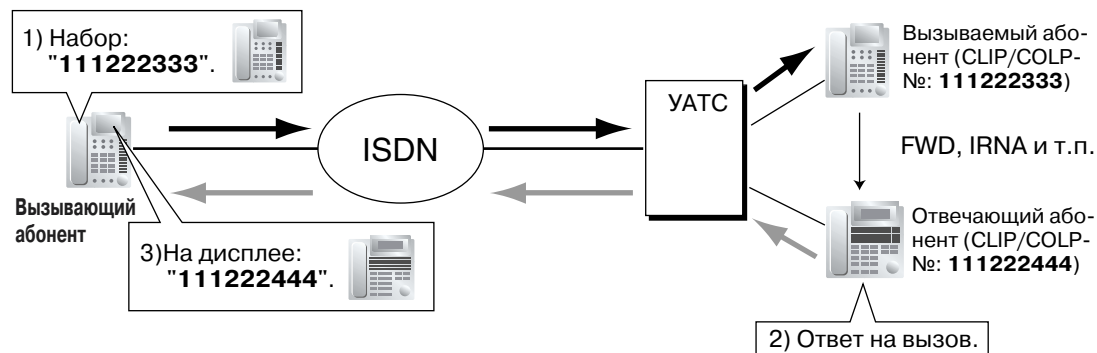 1) Набор:
"111222333".
Вызывающий
абонент
3)На дисплее:
"111222444".
ISDN
УАТС
Вызываемый або-
нент (CLIP/COLP-
№: 111222333)
FWD, IRNA и т.п.
Отвечающий або-
нент (CLIP/COLP-
№: 111222444)
2) Ответ на вызов.